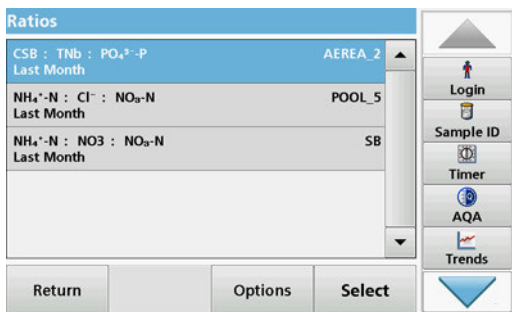 Ratios
CSB : TNb : PO₄³⁻-P AEREA_2
Last Month
NH₄⁺-N : Cl⁻ : NO₃-N POOL_5
Last Month
NH₄⁺-N : NO3 : NO₃-N SB
Last Month
Login
Sample ID
Timer
AQA
Trends
Return Options Select